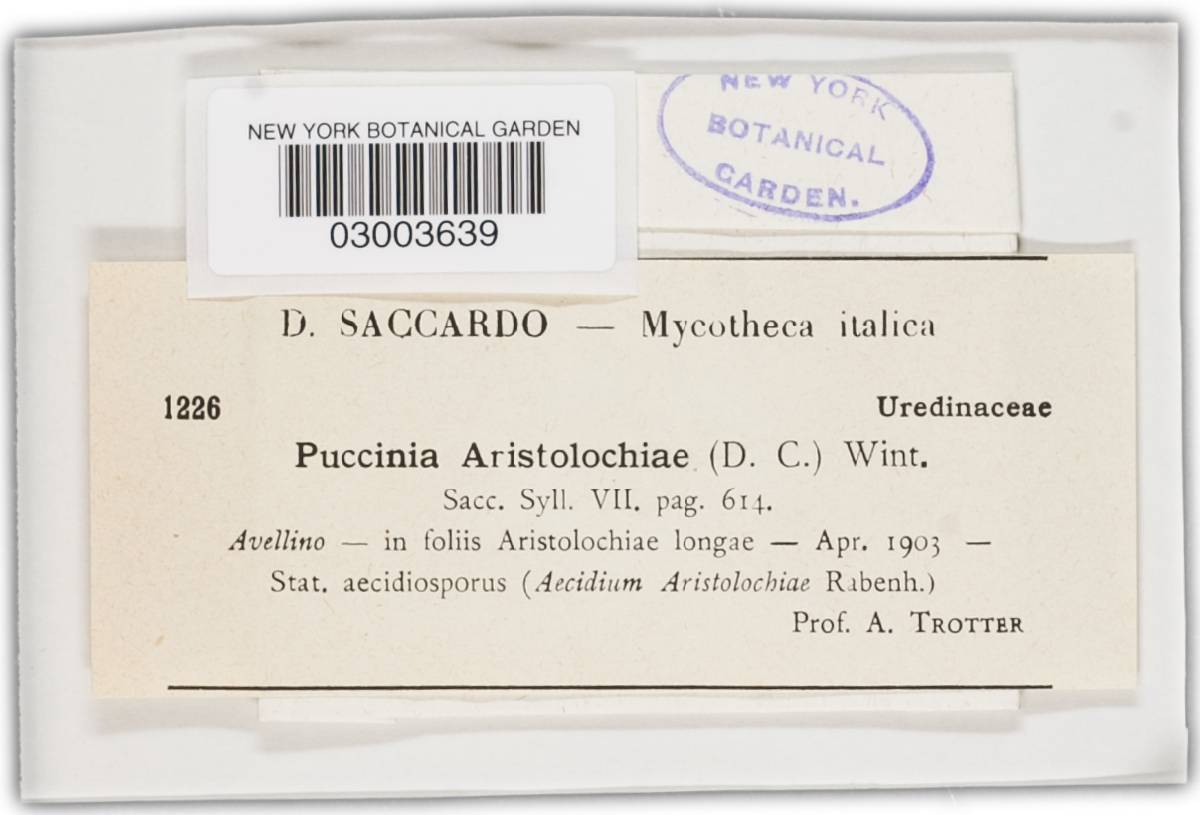 NEW YORK BOTANICAL GARDEN
03003639
NEW YORK
BOTANICAL
GARDEN.
D. SACCARDO — Mycotheca italica
1226 Uredinaceae
Puccinia Aristolochiae (D. C.) Wint.
Sacc. Syll. VII. pag. 614.
Avellino — in foliis Aristolochiae longae — Apr. 1903 —
Stat. aecidiosporus (Aecidium Aristolochiae Rabenh.)
Prof. A. TROTTER